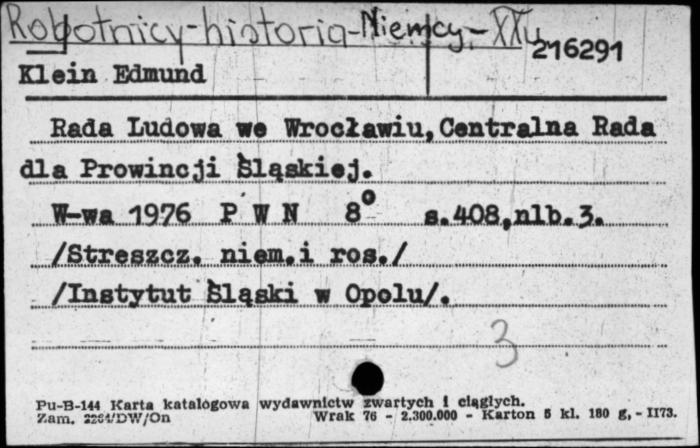 Robotnicy-historia-Niemcy-XXw
216291
Klein Edmund
Rada Ludowa we Wrocławiu,Centralna Rada
dla Prowincji Śląskiej.
W-wa 1976 P W N 8° s.408,nlb.3.
/Streszcz. niem.i ros./
/Instytut Śląski w Opolu/.
3
Pu-B-144 Karta katalogowa wydawnictw zwartych i ciągłych.
Zam. 2264/DW/On Wrak 76 - 2.300.000 - Karton 5 kl. 180 g, - II73.